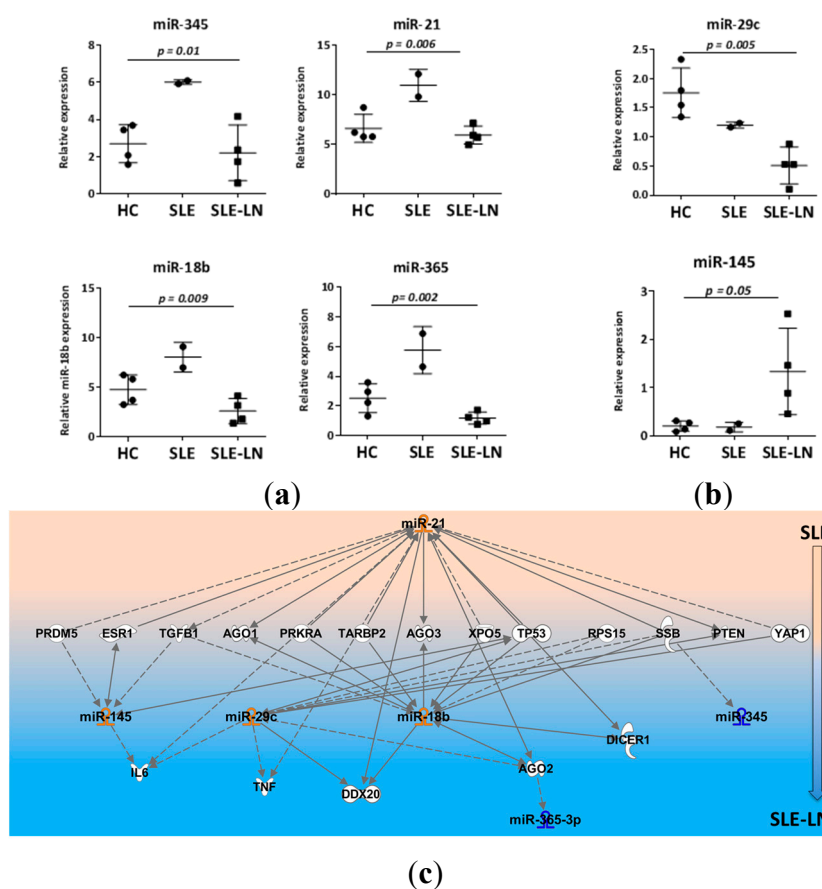 miR-345
p = 0.01
Relative expression
8
6
4
2
0
HC SLE SLE-LN
miR-21
p = 0.006
Relative expression
15
10
5
0
HC SLE SLE-LN
miR-29c
p = 0.005
Relative expression
2.5
2.0
1.5
1.0
0.5
0.0
HC SLE SLE-LN
miR-18b
p = 0.009
Relative miR-18b expression
15
10
5
0
HC SLE SLE-LN
miR-365
p= 0.002
Relative expression
8
6
4
2
0
HC SLE SLE-LN
miR-145
p = 0.05
Relative expression
3
2
1
0
HC SLE SLE-LN
(a) (b)
miR-21
PRDM5 ESR1 TGFB1 AGO1 PRKRA TARBP2 AGO3 XPO5 TP53 RPS15 SSB PTEN YAP1
miR-145 miR-29c miR-18b miR-345
DICER1
IL6 TNF DDX20 AGO2
miR-365-3p
SLE-LN
(c)